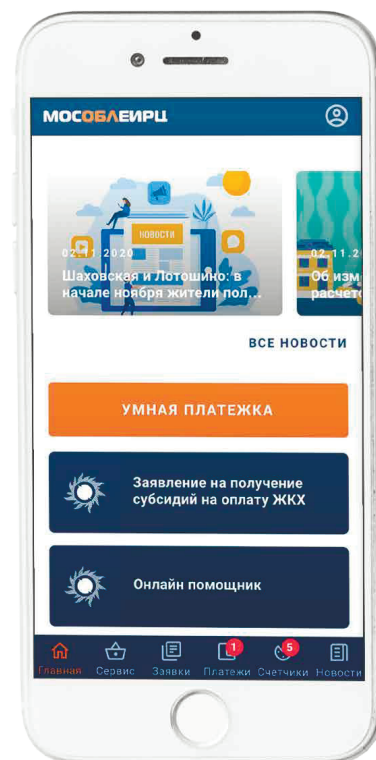 МОСОБЛЕИРЦ
НОВОСТИ
02.11.2020
Шаховская и Лотошино: в
начале ноября жители пол...
02.11.2
Об изм
расчето
ВСЕ НОВОСТИ
УМНАЯ ПЛАТЕЖКА
Заявление на получение
субсидий на оплату ЖКХ
Онлайн помощник
1
5
Главная Сервис Заявки Платежи Счетчики Новости